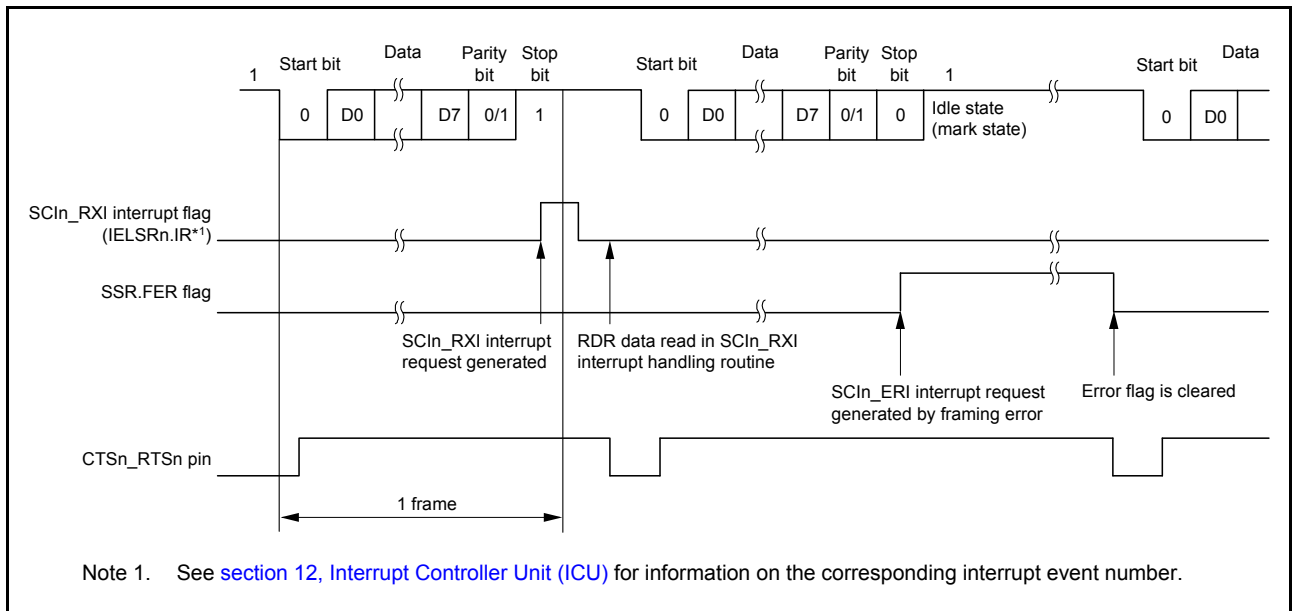 1
Start bit
Data
Parity bit
Stop bit
Start bit
Data
Parity bit
Stop bit
1
Start bit
Data
0
D0
D7
0/1
1
0
D0
D7
0/1
0
Idle state
(mark state)
0
D0
SCIn_RXI interrupt flag
(IELSRn.IR*1)
SSR.FER flag
SCIn_RXI interrupt
request generated
RDR data read in SCIn_RXI
interrupt handling routine
SCIn_ERI interrupt request
generated by framing error
Error flag is cleared
CTSn_RTSn pin
1 frame
Note 1. See section 12, Interrupt Controller Unit (ICU) for information on the corresponding interrupt event number.